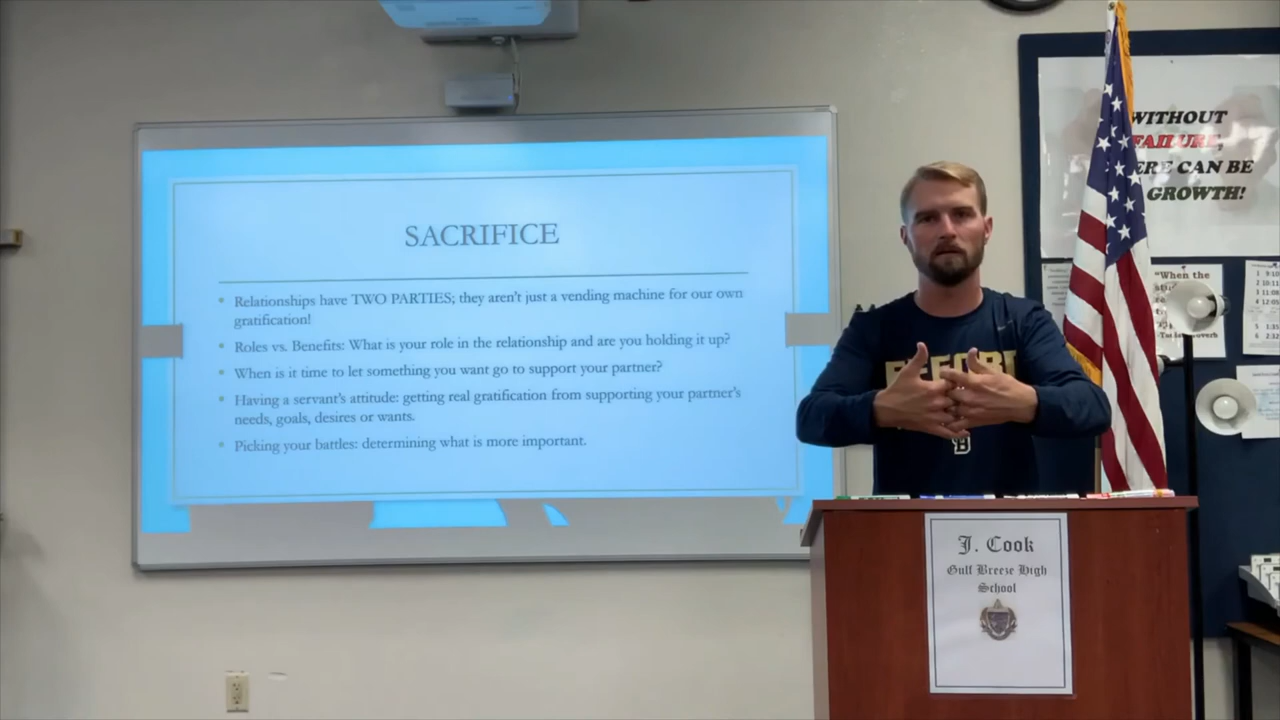 SACRIFICE
Relationships have TWO PARTIES; they aren't just a vending machine for our own
gratification!
Roles vs. Benefits: What is your role in the relationship and are you holding it up?
When is it time to let something you want go to support your partner?
Having a servant's attitude: getting real gratification from supporting your partner's
needs, goals, desires or wants.
Picking your battles: determining what is more important.
WITHOUT
FAILURE,
CAN BE
GROWTH!
"When the
J. Cook
Gulf Breeze High
School